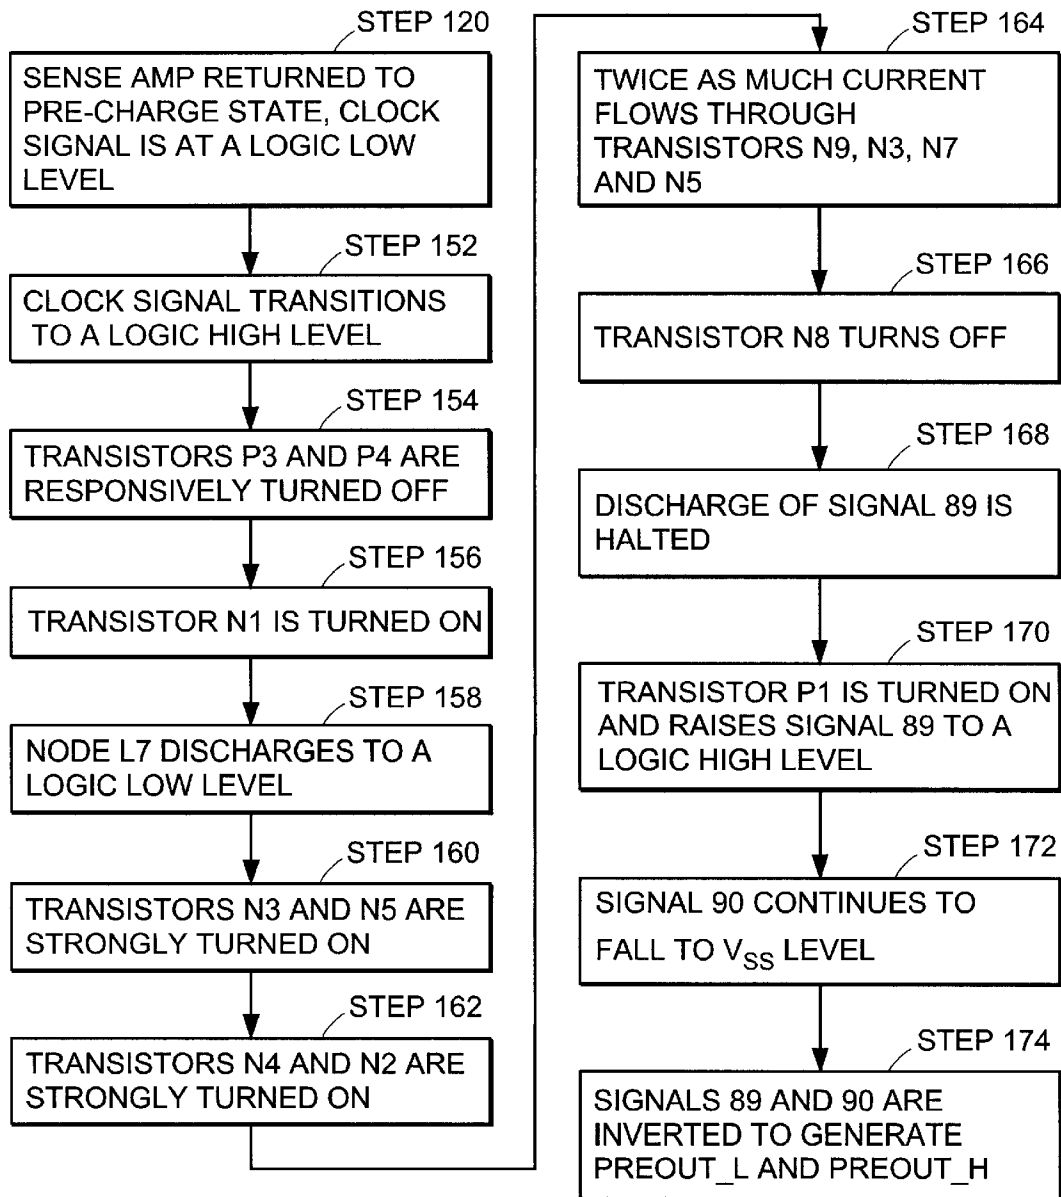 STEP 120
SENSE AMP RETURNED TO
PRE-CHARGE STATE, CLOCK
SIGNAL IS AT A LOGIC LOW
LEVEL
STEP 152
CLOCK SIGNAL TRANSITIONS
TO A LOGIC HIGH LEVEL
STEP 154
TRANSISTORS P3 AND P4 ARE
RESPONSIVELY TURNED OFF
STEP 156
TRANSISTOR N1 IS TURNED ON
STEP 158
NODE L7 DISCHARGES TO A
LOGIC LOW LEVEL
STEP 160
TRANSISTORS N3 AND N5 ARE
STRONGLY TURNED ON
STEP 162
TRANSISTORS N4 AND N2 ARE
STRONGLY TURNED ON
STEP 164
TWICE AS MUCH CURRENT
FLOWS THROUGH
TRANSISTORS N9, N3, N7
AND N5
STEP 166
TRANSISTOR N8 TURNS OFF
STEP 168
DISCHARGE OF SIGNAL 89 IS
HALTED
STEP 170
TRANSISTOR P1 IS TURNED ON
AND RAISES SIGNAL 89 TO A
LOGIC HIGH LEVEL
STEP 172
SIGNAL 90 CONTINUES TO
FALL TO VSS LEVEL
STEP 174
SIGNALS 89 AND 90 ARE
INVERTED TO GENERATE
PREOUT_L AND PREOUT_H